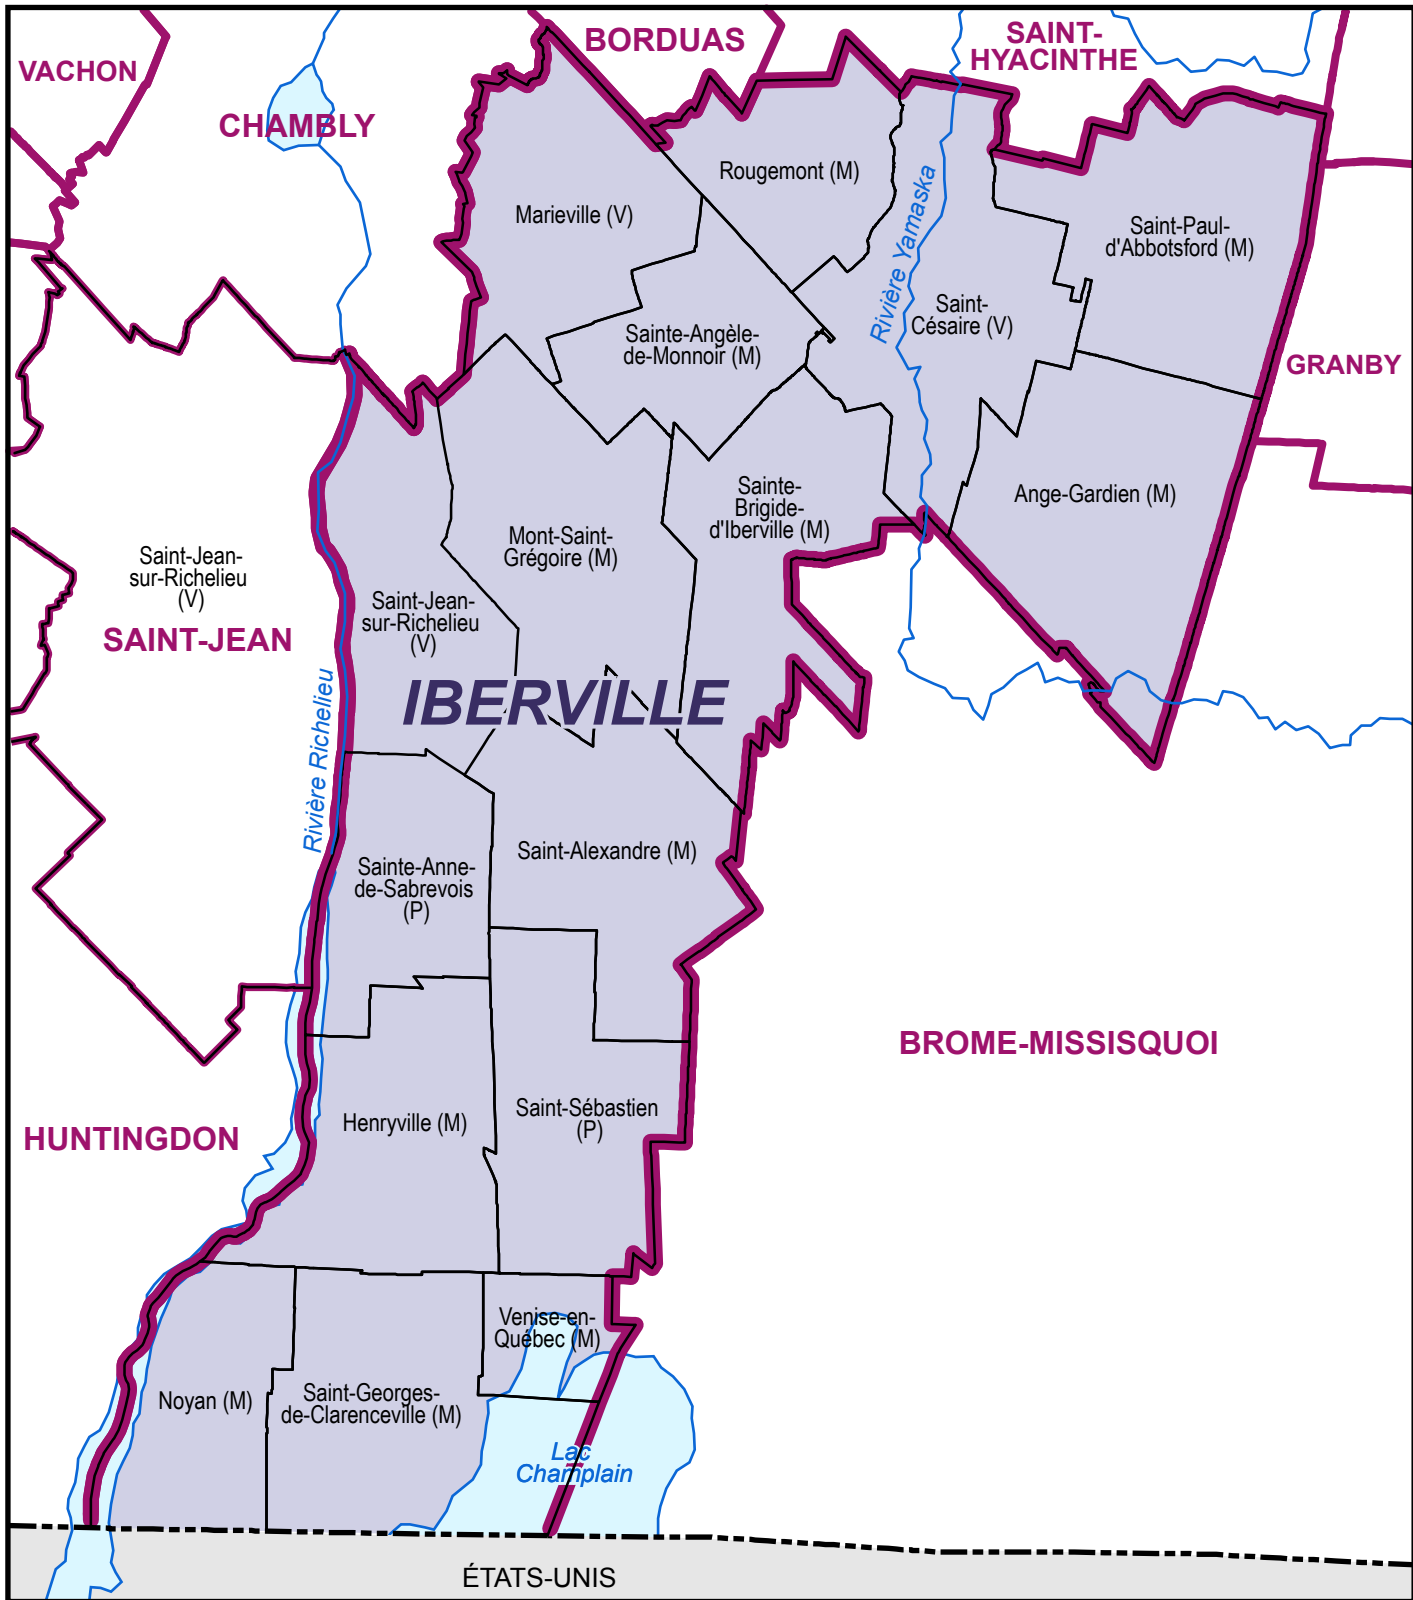 BORDUAS
SAINT-
HYACINTHE
VACHON
CHAMBLY
Rougemont (M)
Marieville (V)
Rivière Yamaska
Saint-Paul-
d'Abbotsford (M)
Saint-
Césaire (V)
Sainte-Angèle-
de-Monnoir (M)
GRANBY
Sainte-
Brigide-
d'Iberville (M)
Ange-Gardien (M)
Mont-Saint-
Grégoire (M)
Saint-Jean-
sur-Richelieu
(V)
Saint-Jean-
sur-Richelieu
(V)
SAINT-JEAN
IBERVILLE
Rivière Richelieu
Saint-Alexandre (M)
Sainte-Anne-
de-Sabrevois
(P)
BROME-MISSISQUOI
Saint-Sébastien
(P)
Henryville (M)
HUNTINGDON
Venise-en-
Québec (M)
Noyan (M)
Saint-Georges-
de-Clarenceville (M)
Lac
Champlain
ÉTATS-UNIS